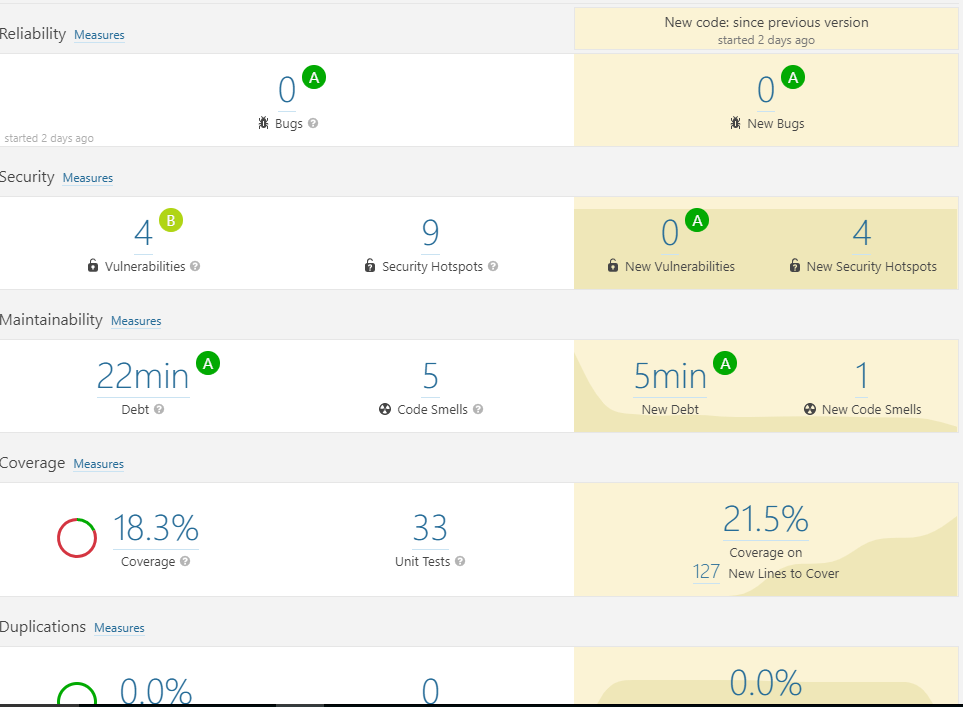 Reliability Measures
New code: since previous version
started 2 days ago
0 A
Bugs ?
started 2 days ago
0 A
New Bugs
Security Measures
4 B
Vulnerabilities ?
9
Security Hotspots ?
0 A
New Vulnerabilities
4
New Security Hotspots
Maintainability Measures
22min A
Debt ?
5
Code Smells ?
5min A
New Debt
1
New Code Smells
Coverage Measures
18.3%
Coverage ?
33
Unit Tests ?
21.5%
Coverage on
127 New Lines to Cover
Duplications Measures
0.0%
0
0.0%